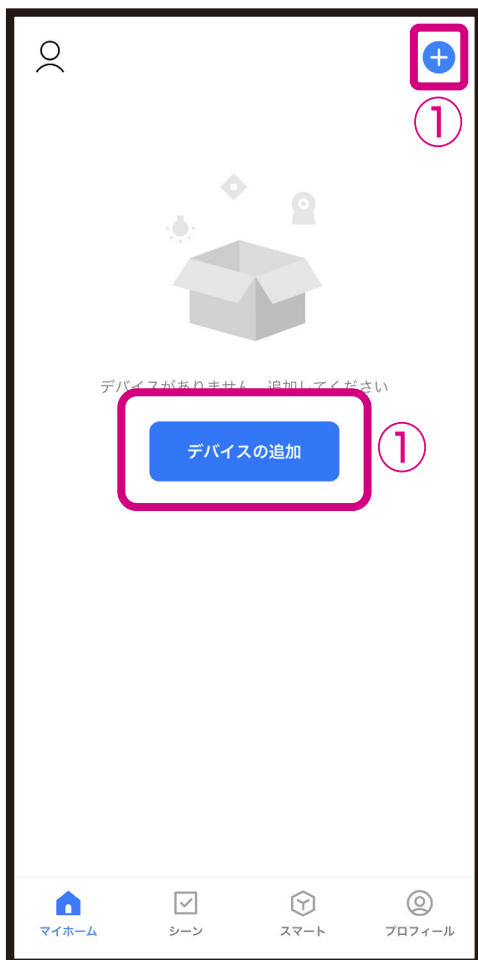 ①
デバイスがありません 追加してください
デバイスの追加
①
マイホーム
シーン
スマート
プロフィール